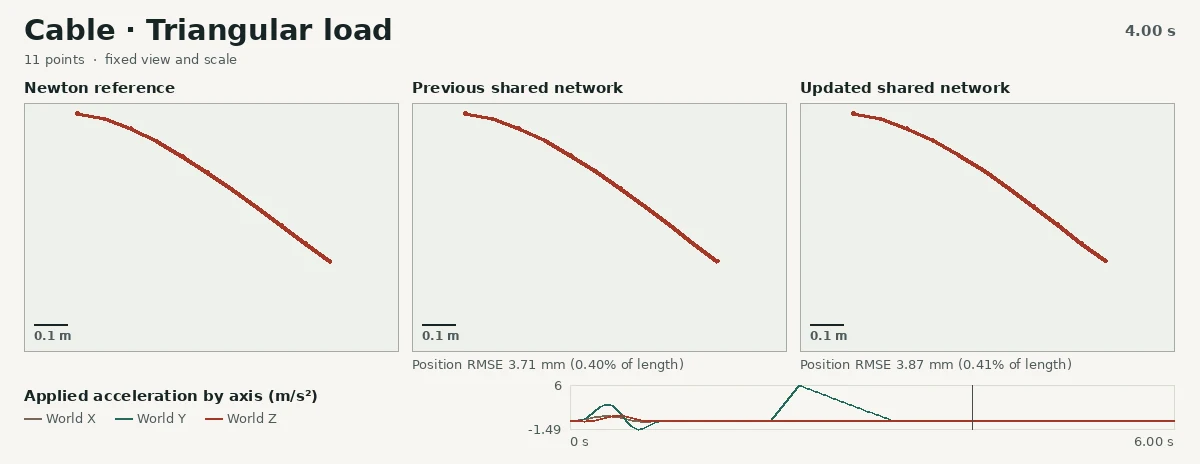 Cable · Triangular load
4.00 s
11 points · fixed view and scale
Newton reference
Previous shared network
Updated shared network
0.1 m
0.1 m
0.1 m
Position RMSE 3.71 mm (0.40% of length)
Position RMSE 3.87 mm (0.41% of length)
Applied acceleration by axis (m/s²)
World X
World Y
World Z
6
-1.49
0 s
6.00 s